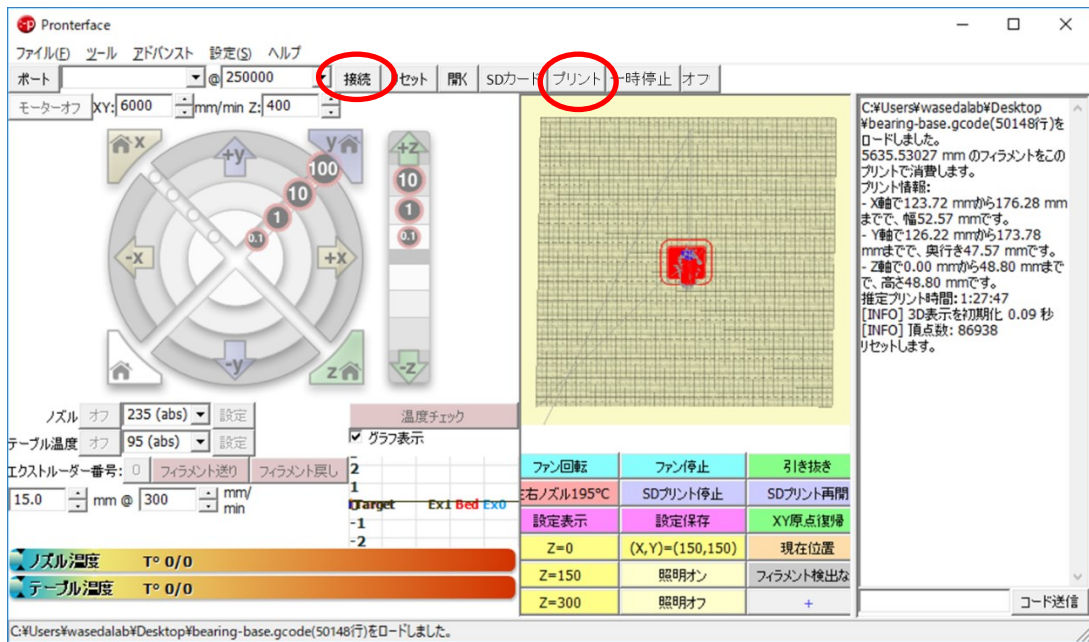 Pronterface
ファイル(F) ツール アドバンスト 設定(S) ヘルプ
ポート @ 250000 接続 セット 開く SDカード プリント 一時停止 オフ
モーターオフ XY: 6000 mm/min Z: 400
x +y y
100
10
1
0.1
-x +x
-y z
+Z
10
1
0.1
-Z
ノズル オフ 235 (abs) 設定
テーブル温度 オフ 95 (abs) 設定
エクストルーダー番号: 0 フィラメント送り フィラメント戻し
15.0 mm @ 300 mm/
min
温度チェック
グラフ表示
2
1
Target Ex1 Bed Ex0
-1
-2
ノズル温度 T° 0/0
テーブル温度 T° 0/0
ファン回転 ファン停止 引き抜き
左右ノズル195℃ SDプリント停止 SDプリント再開
設定表示 設定保存 XY原点復帰
Z=0 (X,Y)=(150,150) 現在位置
Z=150 照明オン フィラメント検出な
Z=300 照明オフ +
C:¥Users¥wasedalab¥Desktop
¥bearing-base.gcode(50148行)を
ロードしました。
5635.53027 mm のフィラメントをこの
プリントで消費します。
プリント情報:
- X軸で123.72 mmから176.28 mm
までで、幅52.57 mmです。
- Y軸で126.22 mmから173.78
mmまでで、奥行き47.57 mmです。
- Z軸で0.00 mmから48.80 mmまで
で、高さ48.80 mmです。
推定プリント時間: 1:27:47
[INFO] 3D表示を初期化 0.09 秒
[INFO] 頂点数: 86938
リセットします。
コード送信
C:¥Users¥wasedalab¥Desktop¥bearing-base.gcode(50148行)をロードしました。